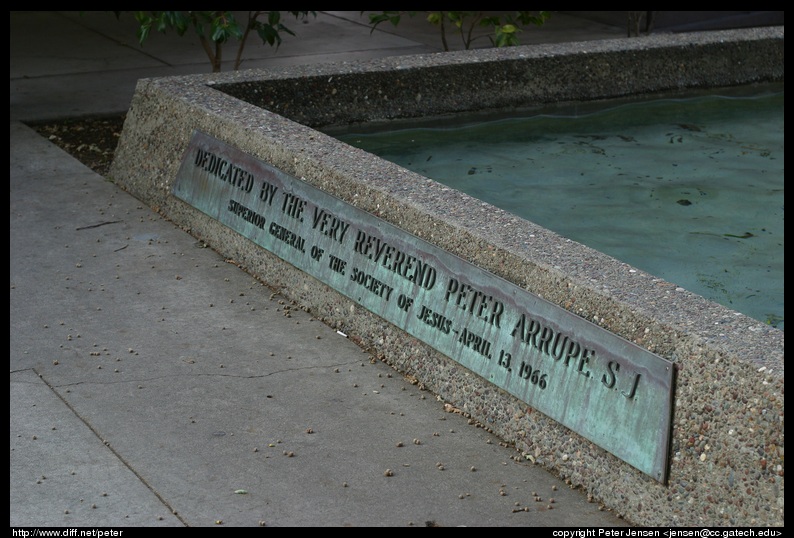 DEDICATED BY THE VERY REVEREND PETER ARRUPE, S. J.
SUPERIOR GENERAL OF THE SOCIETY OF JESUS - APRIL 13, 1966
http://www.diff.net/peter
copyright Peter Jensen <jensen@cc.gatech.edu>